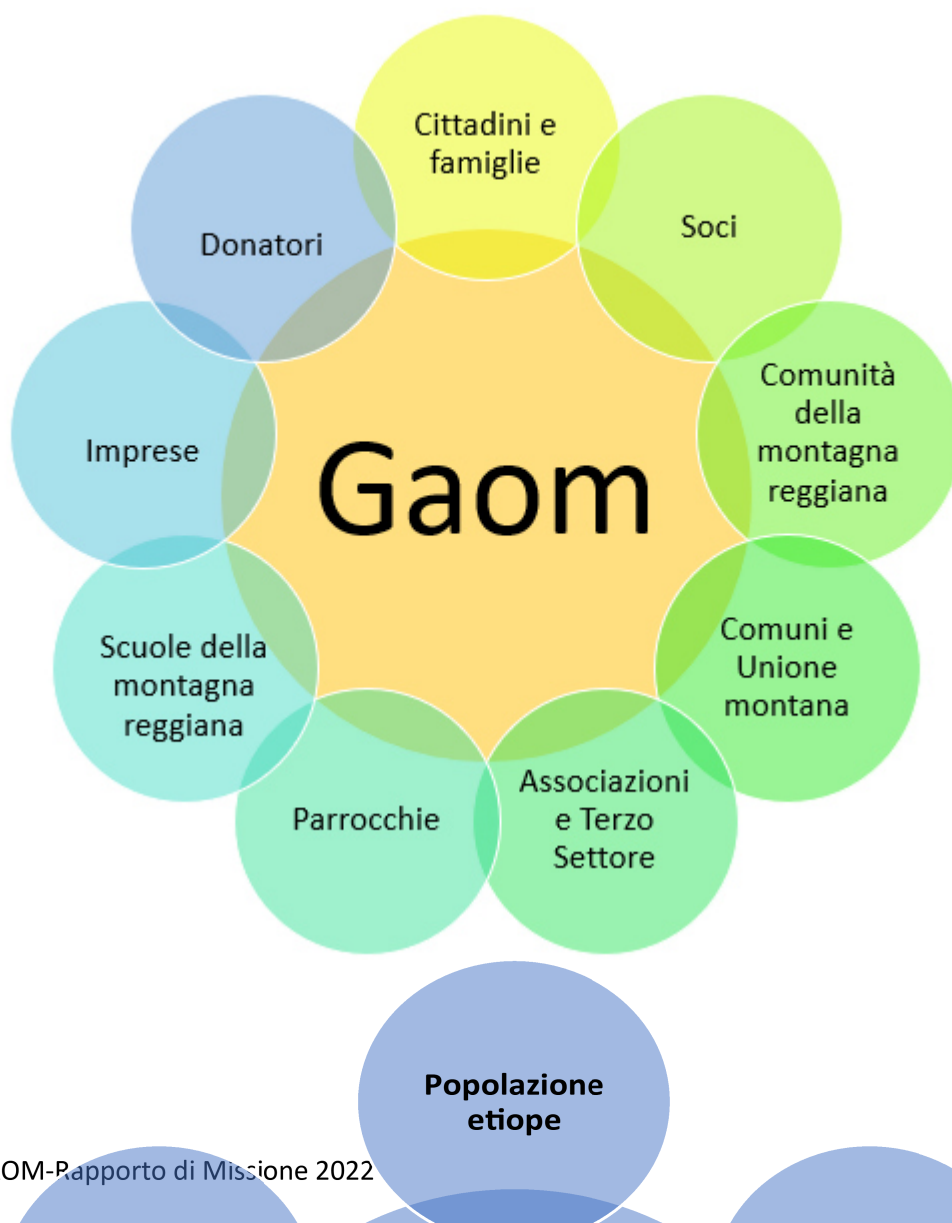 Cittadini e
famiglie
Donatori
Soci
Comunità
della
montagna
reggiana
Imprese
Gaom
Scuole della
montagna
reggiana
Comuni e
Unione
montana
Parrocchie
Associazioni
e Terzo
Settore
Popolazione
etiope
OM-Rapporto di Missione 2022